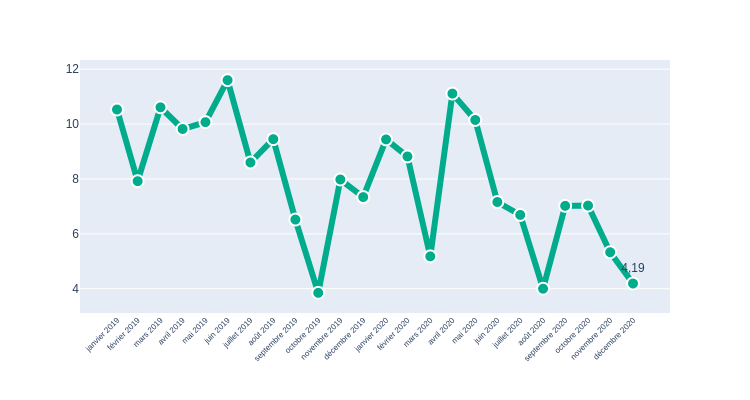 12
10
8
6
4
4,19
janvier 2019
février 2019
mars 2019
avril 2019
mai 2019
juin 2019
juillet 2019
août 2019
septembre 2019
octobre 2019
novembre 2019
décembre 2019
janvier 2020
février 2020
mars 2020
avril 2020
mai 2020
juin 2020
juillet 2020
août 2020
septembre 2020
octobre 2020
novembre 2020
décembre 2020